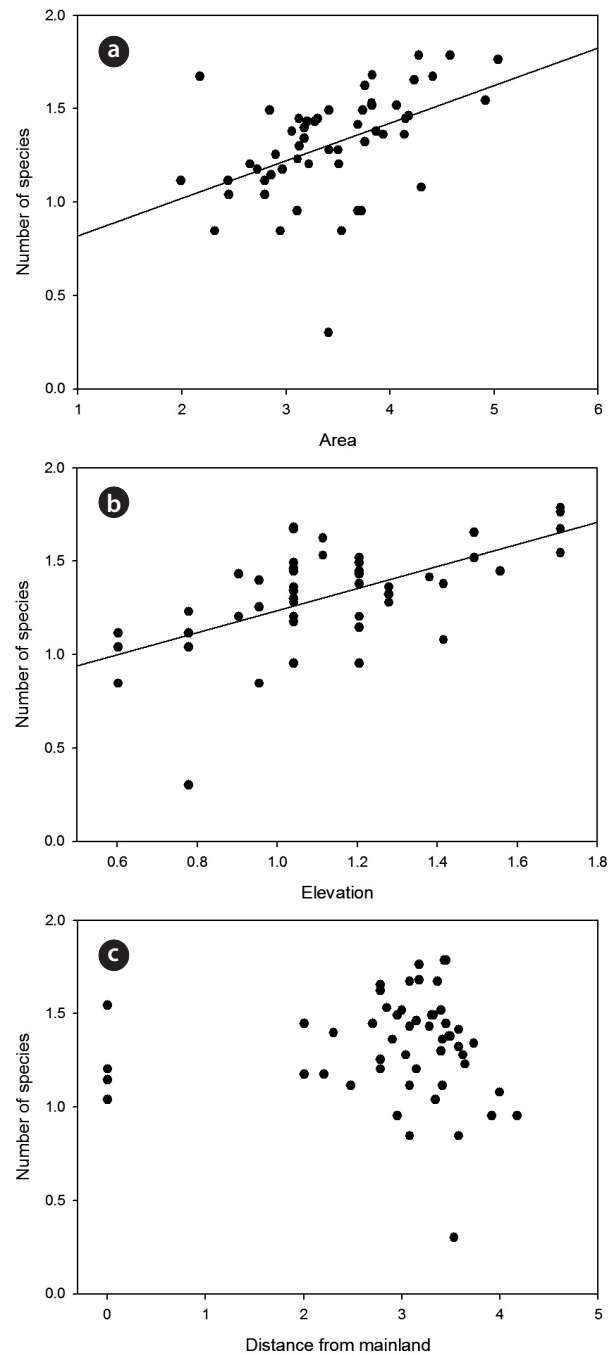 a
2.0
1.5
1.0
0.5
0.0
Number of species
1 2 3 4 5 6
Area
b
2.0
1.5
1.0
0.5
0.0
Number of species
0.6 0.8 1.0 1.2 1.4 1.6 1.8
Elevation
c
2.0
1.5
1.0
0.5
0.0
Number of species
0 1 2 3 4 5
Distance from mainland